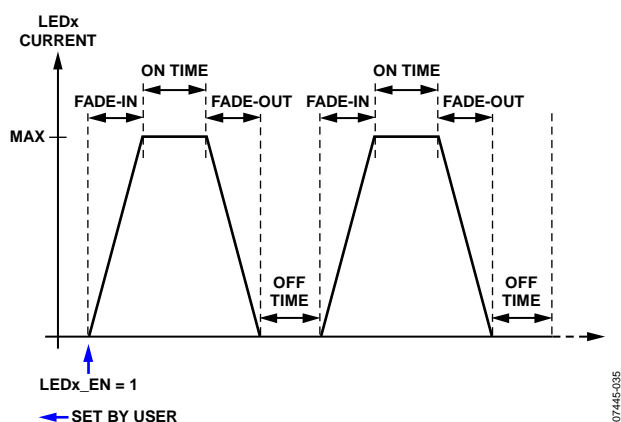 LEDx
CURRENT
ON TIME
ON TIME
FADE-IN
FADE-OUT
FADE-IN
FADE-OUT
MAX
OFF
TIME
OFF
TIME
LEDx_EN = 1
SET BY USER
07445-035